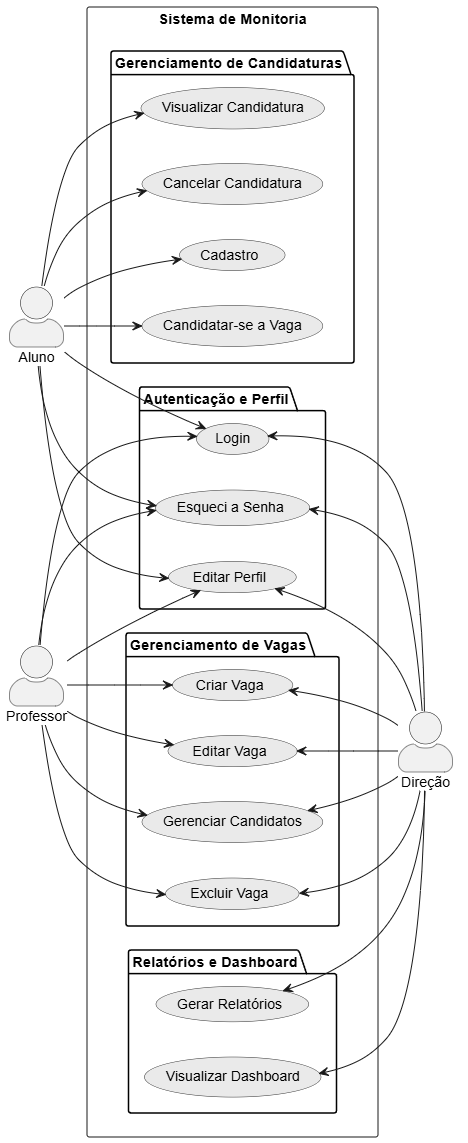 Sistema de Monitoria
Gerenciamento de Candidaturas
Visualizar Candidatura
Cancelar Candidatura
Cadastro
Candidatar-se a Vaga
Aluno
Autenticação e Perfil
Login
Esqueci a Senha
Editar Perfil
Gerenciamento de Vagas
Criar Vaga
Professor
Editar Vaga
Direção
Gerenciar Candidatos
Excluir Vaga
Relatórios e Dashboard
Gerar Relatórios
Visualizar Dashboard